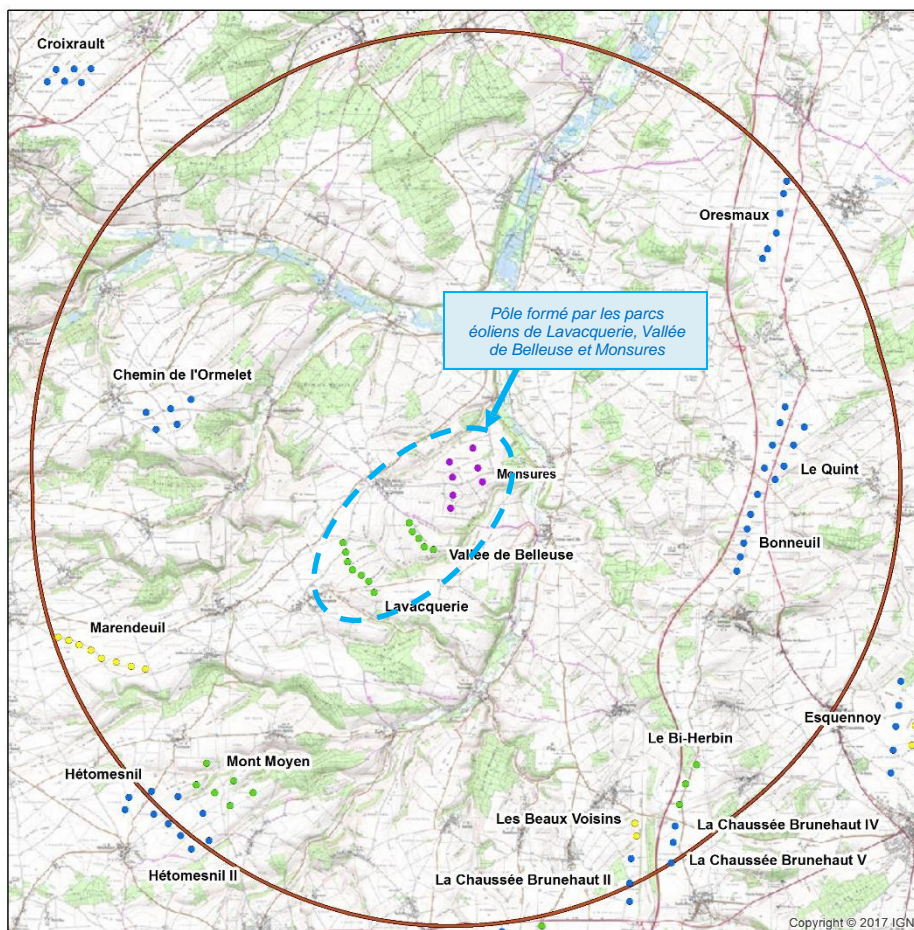 Croixrault
Oresmaux
Pôle formé par les parcs
éoliens de Lavacquerie, Vallée
de Belleuse et Monsures
Chemin de l'Ormelet
Monsures
Le Quint
Bonneuil
Vallée de Belleuse
Lavacquerie
Marendeuil
Esquennoy
Le Bi-Herbin
Mont Moyen
Hétomesnil
Les Beaux Voisins
La Chaussée Brunehaut IV
La Chaussée Brunehaut V
Hétomesnil II
La Chaussée Brunehaut II
Copyright © 2017 IGN